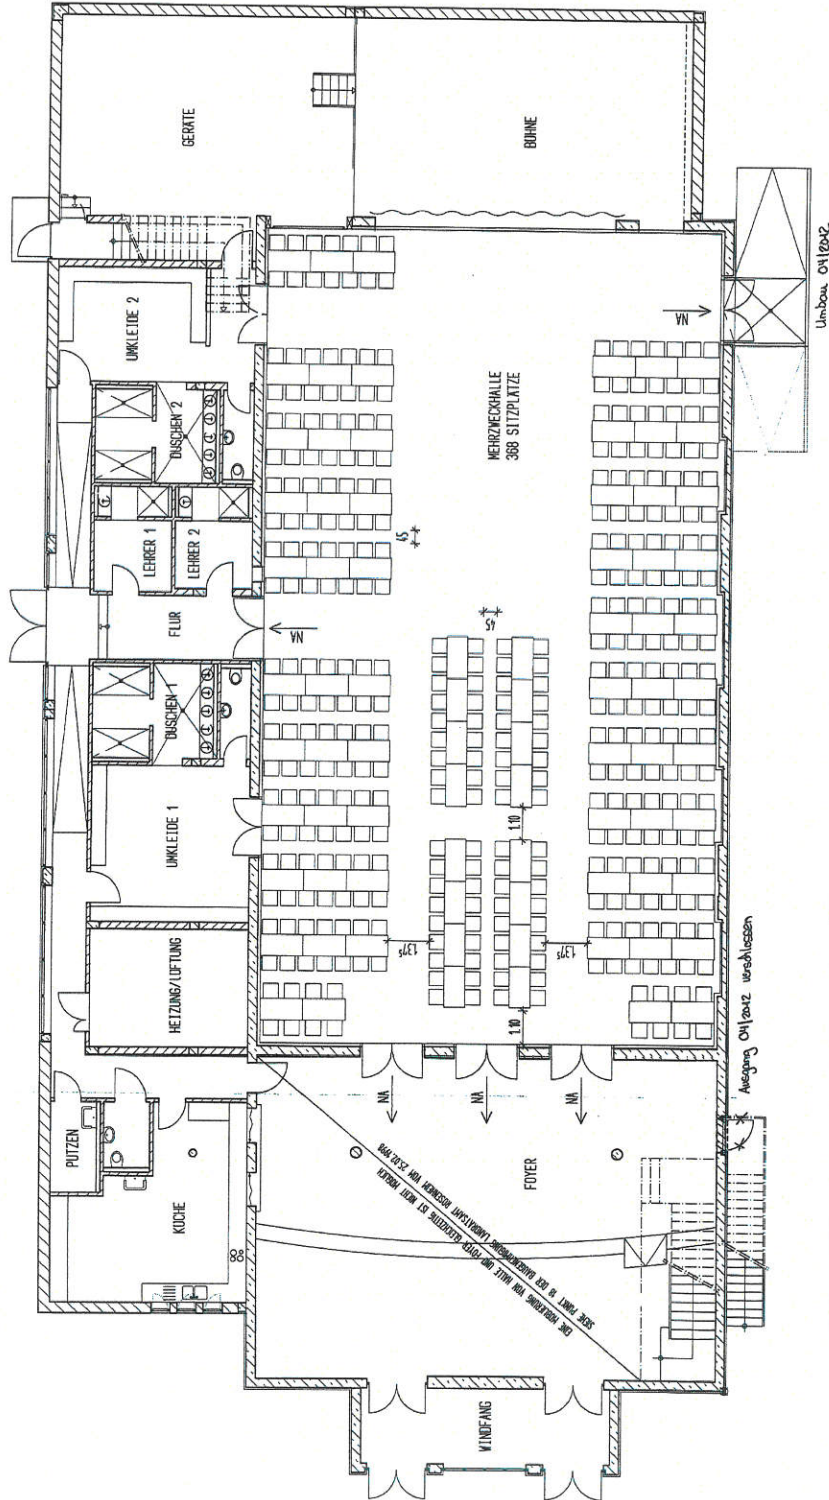 GERÄTE
BÜHNE
UMKLEIDE 2
DUSCHEN 2
LEHRER 1
LEHRER 2
FLUR
NA
DUSCHEN 1
UMKLEIDE 1
HEIZUNG/LÜFTUNG
PUTZEN
KÜCHE
MEHRZWECKHALLE
368 SITZPLÄTZE
45
45
1.10
1.37⁵
1.37⁵
1.10
NA
NA
NA
NA
FOYER
EINE MÖBLIERUNG VON HALLE UND FOYER GLEICHZEITIG IST NICHT MÖGLICH
SIEHE PUNKT 18 DER BAUGENEHMIGUNG LANDRATSAMT ROSENHEIM VOM 25.02.1998
WINDFANG
Umbau 04/2012
Ausgang 04/2012 verschlossen